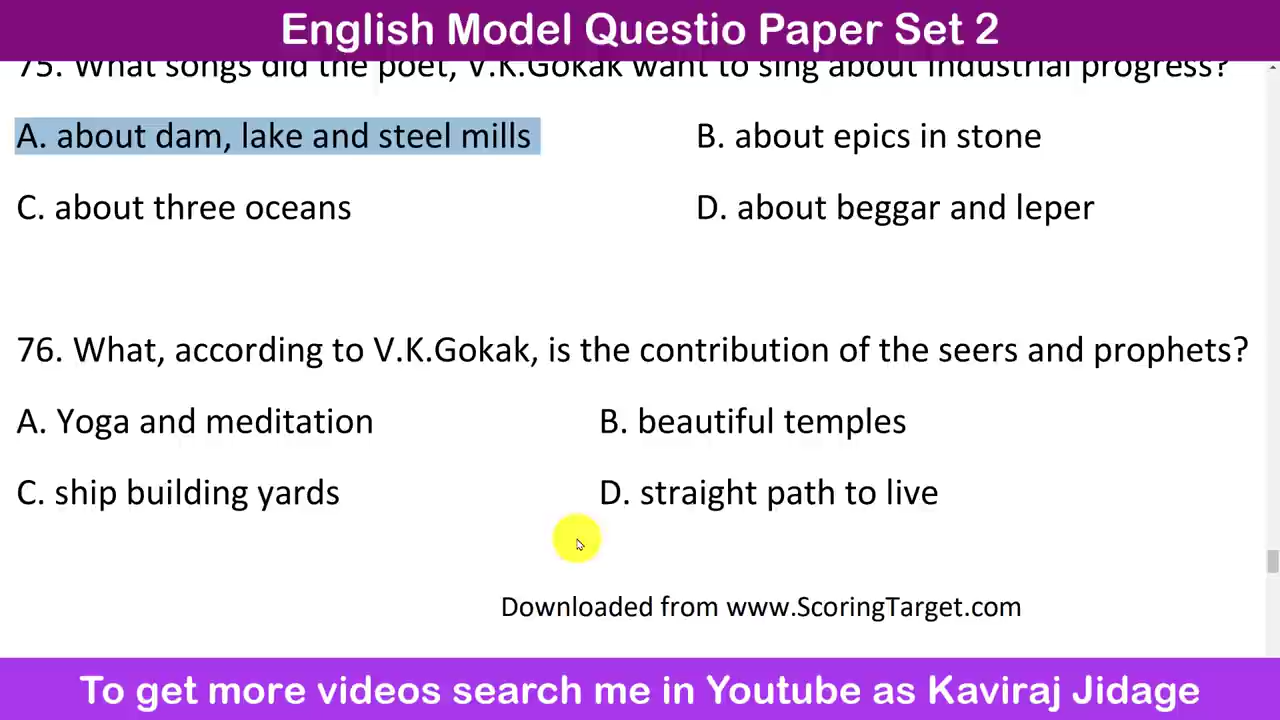 English Model Questio Paper Set 2
75. What songs did the poet, V.K.Gokak want to sing about industrial progress?
A. about dam, lake and steel mills B. about epics in stone
C. about three oceans D. about beggar and leper
76. What, according to V.K.Gokak, is the contribution of the seers and prophets?
A. Yoga and meditation B. beautiful temples
C. ship building yards D. straight path to live
Downloaded from www.ScoringTarget.com
To get more videos search me in Youtube as Kaviraj Jidage